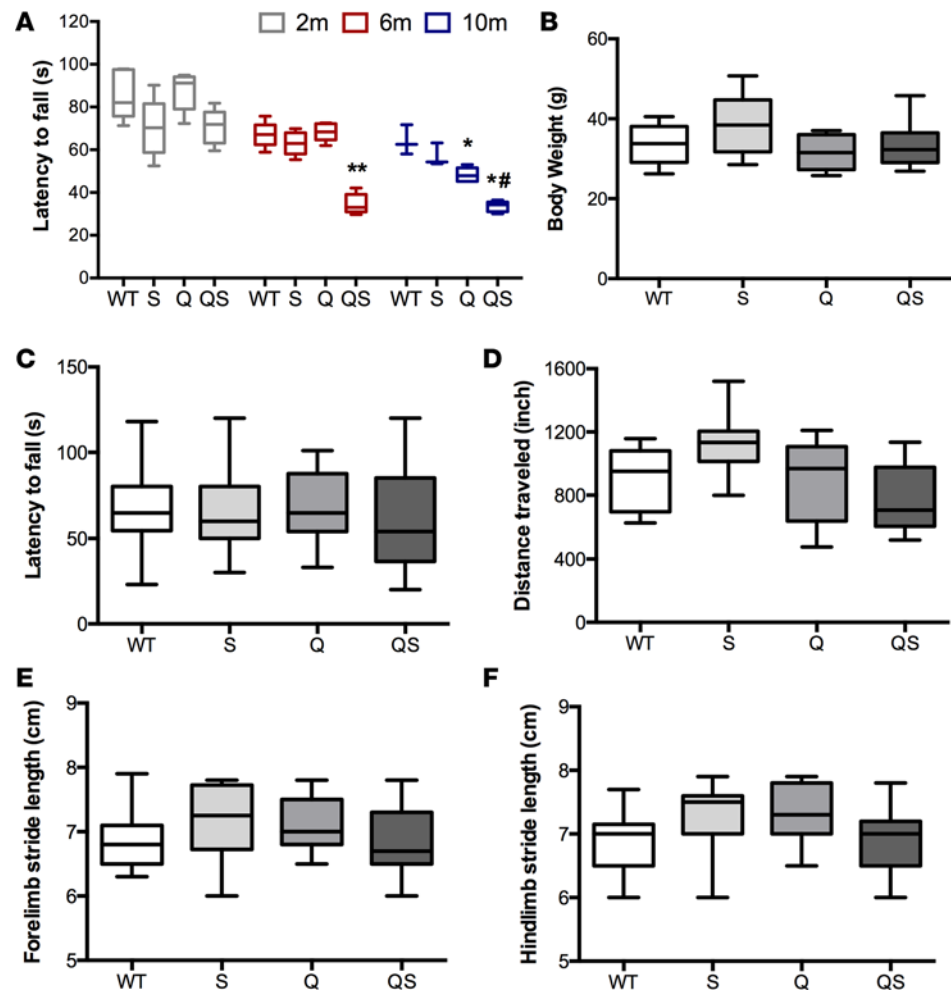 A
2m 6m 10m
Latency to fall (s)
120
100
80
60
40
20
0
**
*
*#
WT S Q QS WT S Q QS WT S Q QS
B
Body Weight (g)
60
40
20
0
WT S Q QS
C
Latency to fall (s)
150
100
50
0
WT S Q QS
D
Distance traveled (inch)
1600
1200
800
400
0
WT S Q QS
E
Forelimb stride length (cm)
9
8
7
6
5
WT S Q QS
F
Hindlimb stride length (cm)
9
8
7
6
5
WT S Q QS